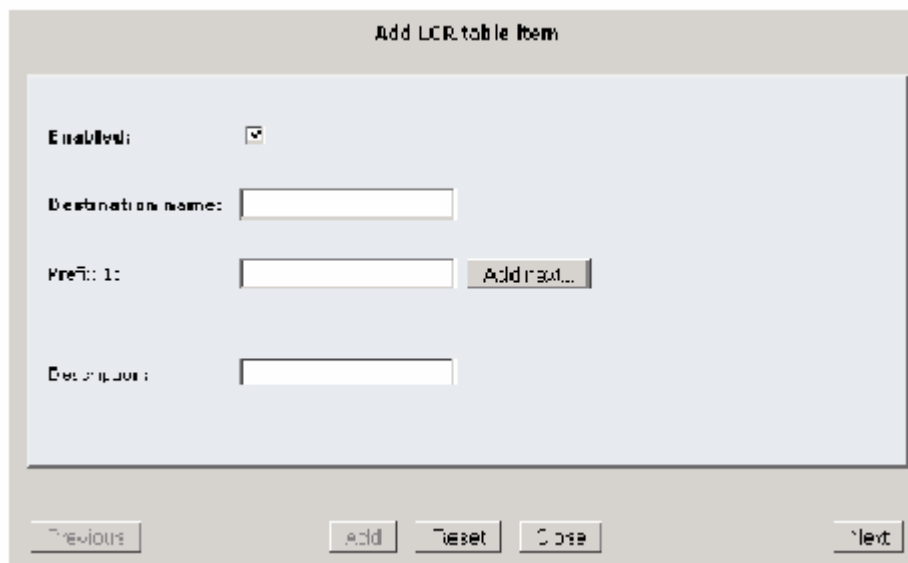 Add LCR table item
Enabled:
Destination name:
Prefix 1: Add next...
Description:
Previous Add Reset Close Next